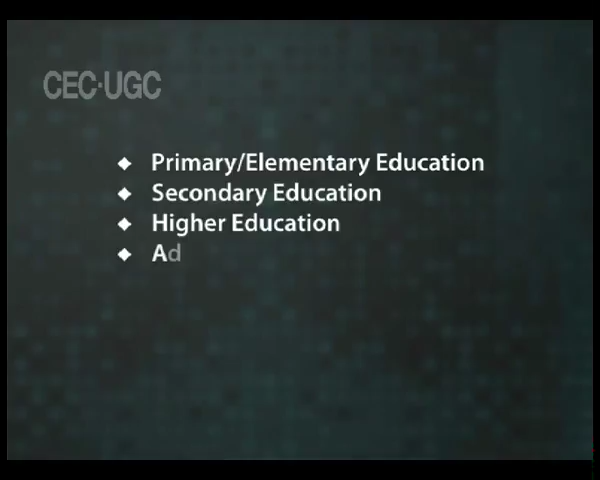 CEC-UGC
Primary/Elementary Education
Secondary Education
Higher Education
Ad